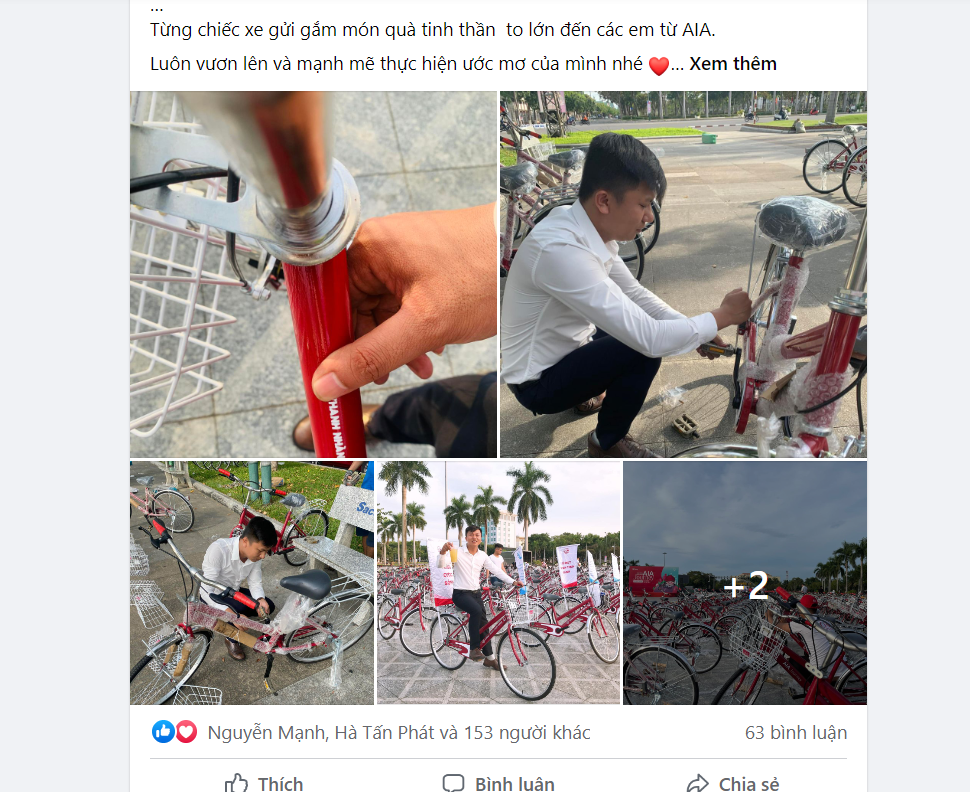 ...
Từng chiếc xe gửi gắm món quà tinh thần to lớn đến các em từ AIA.
Luôn vươn lên và mạnh mẽ thực hiện ước mơ của mình nhé ❤️... Xem thêm
THANH NHÀN
Sac
AIA
+2
Nguyễn Mạnh, Hà Tấn Phát và 153 người khác
63 bình luận
Thích
Bình luận
Chia sẻ